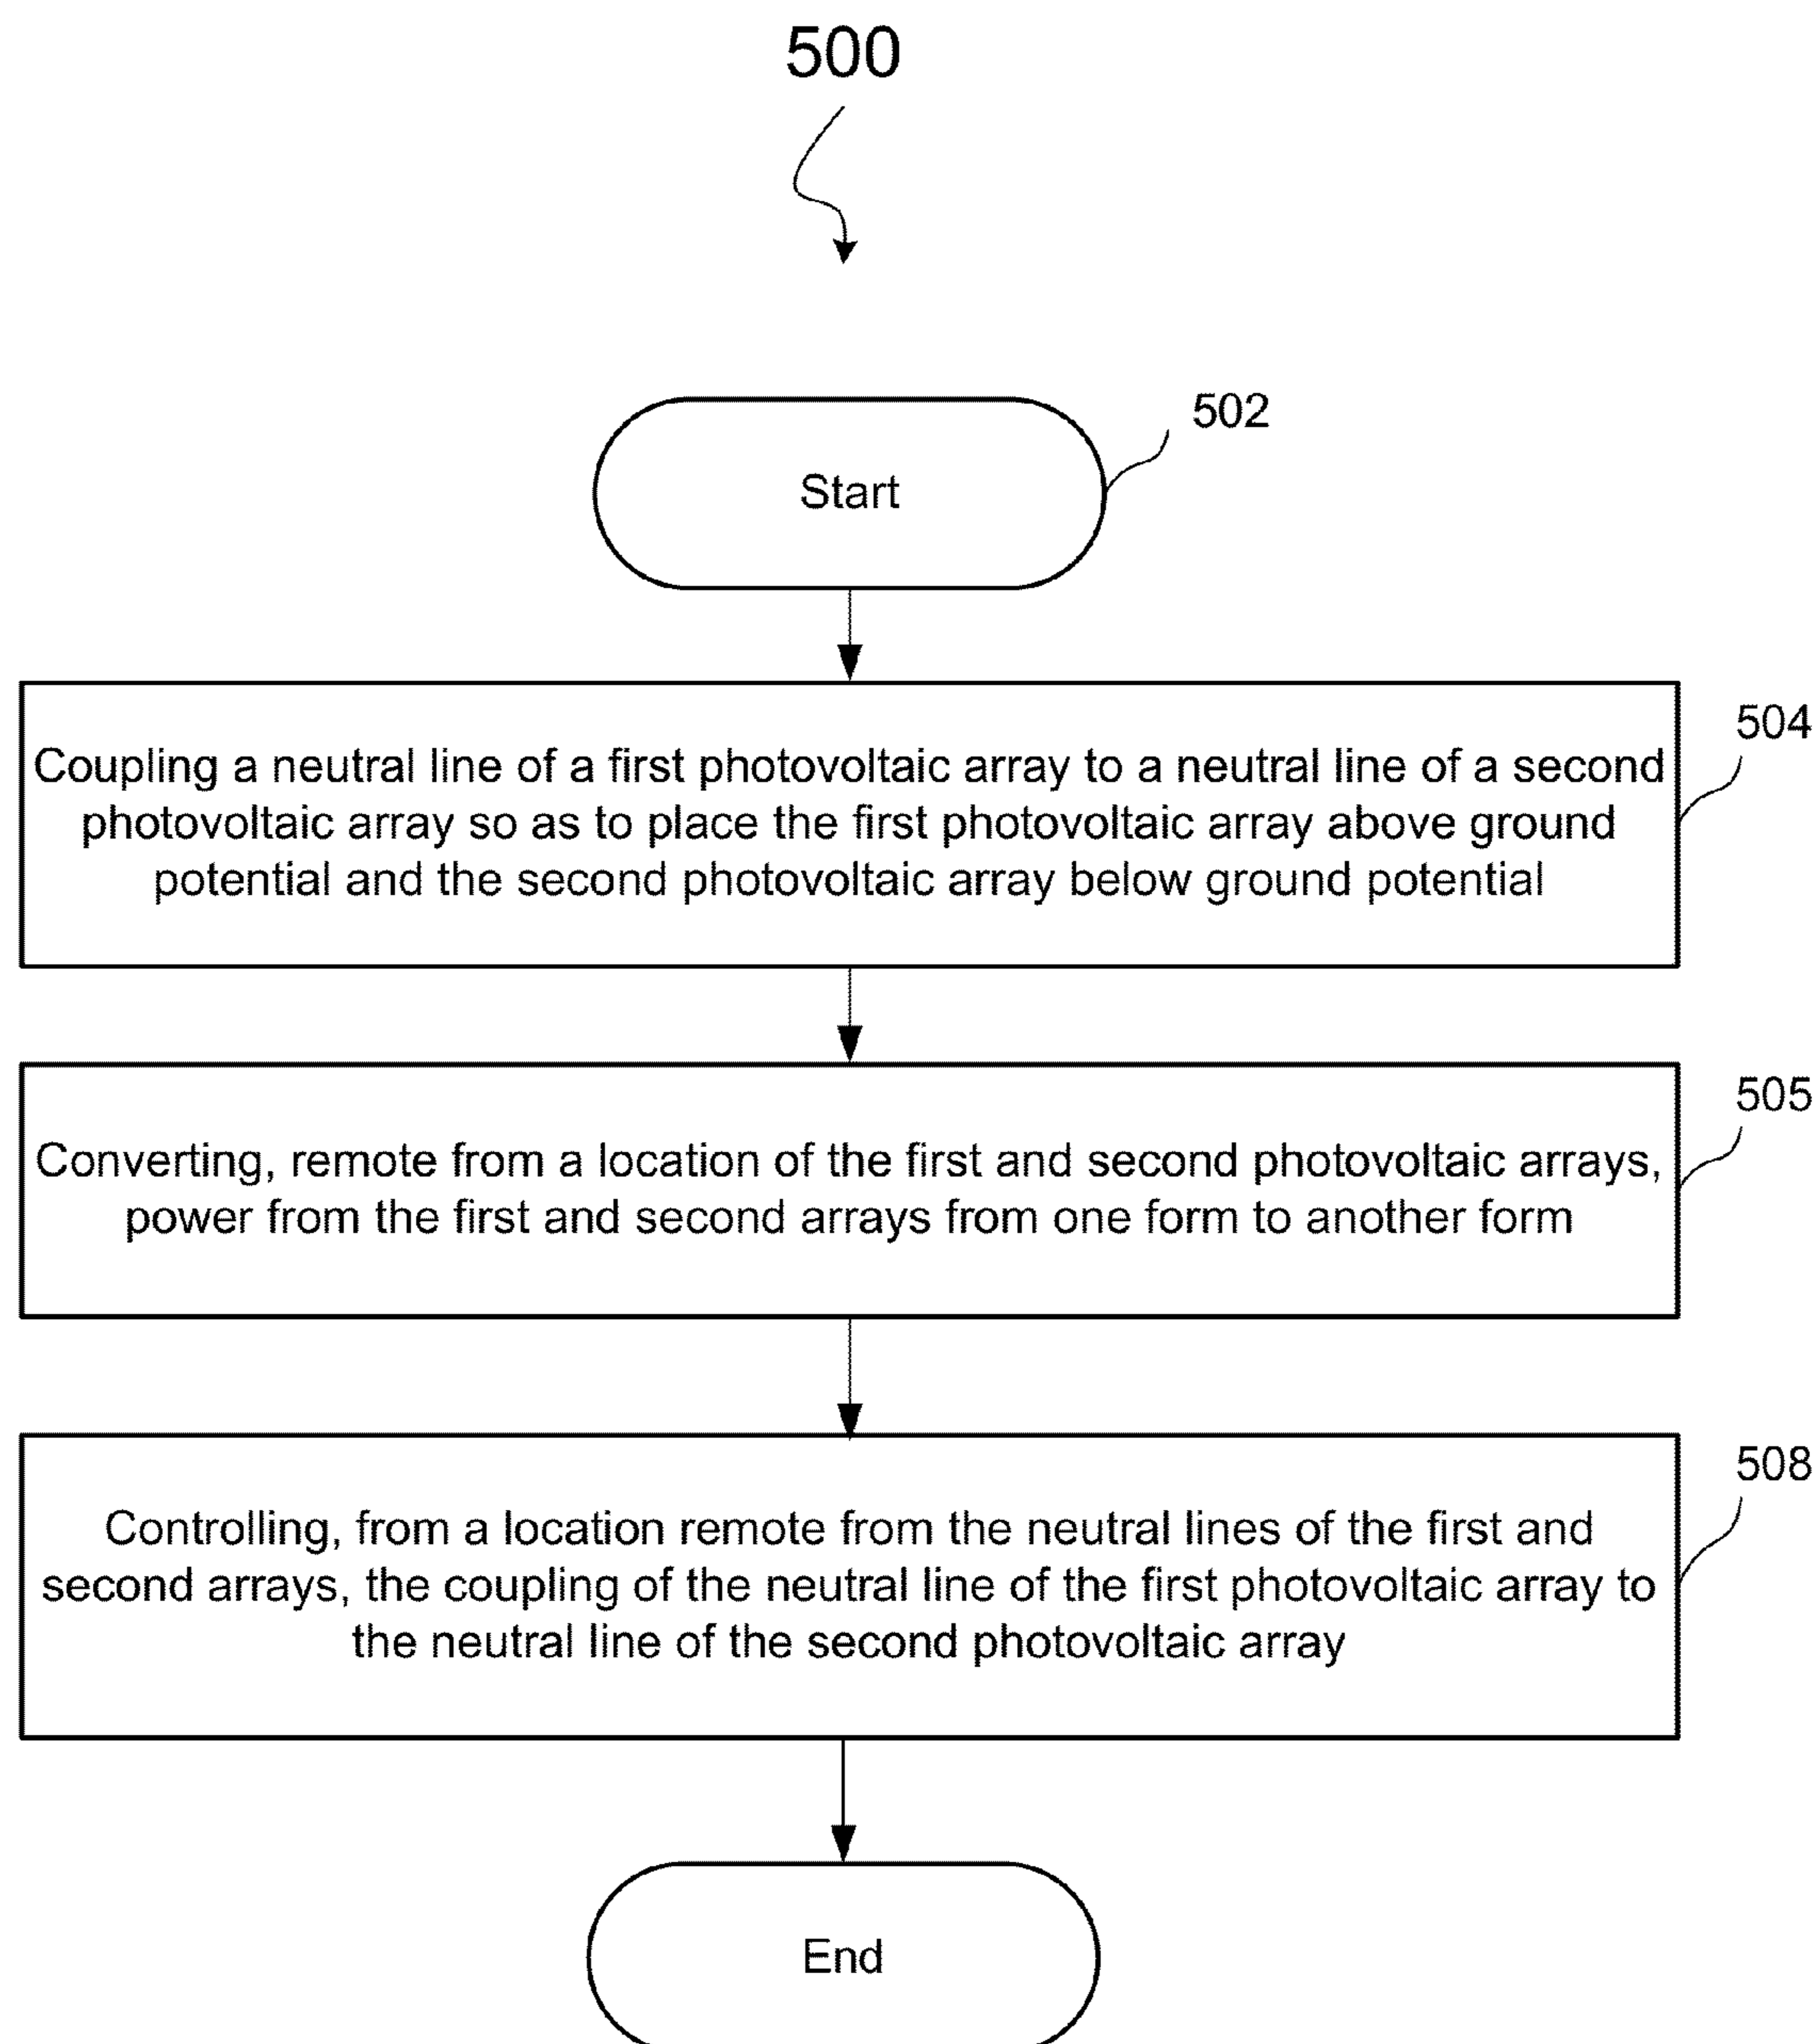 500
502
Start
504
Coupling a neutral line of a first photovoltaic array to a neutral line of a second
photovoltaic array so as to place the first photovoltaic array above ground
potential and the second photovoltaic array below ground potential
505
Converting, remote from a location of the first and second photovoltaic arrays,
power from the first and second arrays from one form to another form
508
Controlling, from a location remote from the neutral lines of the first and
second arrays, the coupling of the neutral line of the first photovoltaic array to
the neutral line of the second photovoltaic array
End